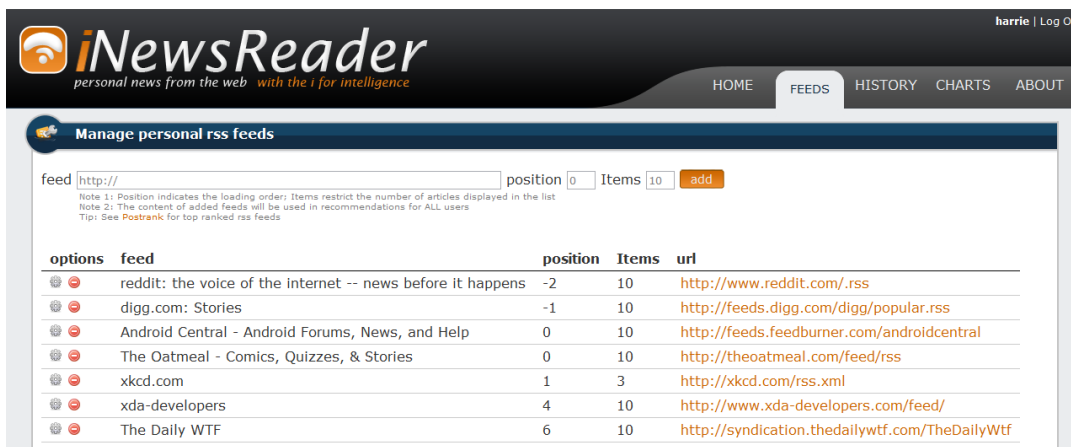 harrie | Log O
iNewsReader
personal news from the web with the i for intelligence
HOME FEEDS HISTORY CHARTS ABOUT
Manage personal rss feeds
feed http:// position 0 Items 10 add
Note 1: Position indicates the loading order; Items restrict the number of articles displayed in the list
Note 2: The content of added feeds will be used in recommendations for ALL users
Tip: See Postrank for top ranked rss feeds
options feed position Items url
reddit: the voice of the internet -- news before it happens -2 10 http://www.reddit.com/.rss
digg.com: Stories -1 10 http://feeds.digg.com/digg/popular.rss
Android Central - Android Forums, News, and Help 0 10 http://feeds.feedburner.com/androidcentral
The Oatmeal - Comics, Quizzes, & Stories 0 10 http://theoatmeal.com/feed/rss
xkcd.com 1 3 http://xkcd.com/rss.xml
xda-developers 4 10 http://www.xda-developers.com/feed/
The Daily WTF 6 10 http://syndication.thedailywtf.com/TheDailyWtf